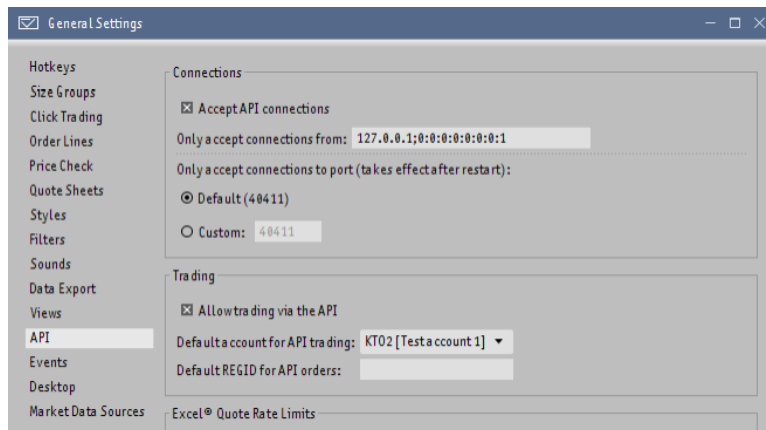 General Settings
Hotkeys
Size Groups
Click Trading
Order Lines
Price Check
Quote Sheets
Styles
Filters
Sounds
Data Export
Views
API
Events
Desktop
Market Data Sources
Connections
Accept API connections
Only accept connections from: 127.0.0.1;0:0:0:0:0:0:0:1
Only accept connections to port (takes effect after restart):
Default (40411)
Custom: 40411
Trading
Allow trading via the API
Default account for API trading: KTO2 [Test account 1]
Default REGID for API orders:
Excel® Quote Rate Limits